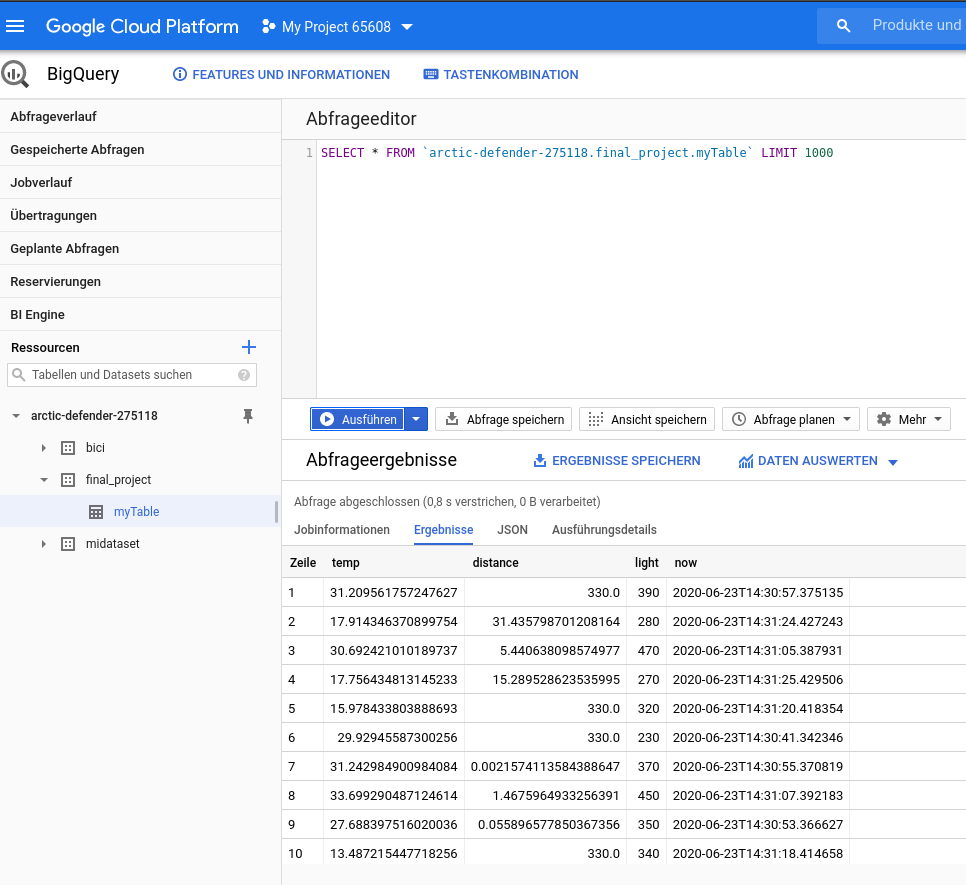 Google Cloud Platform My Project 65608 Produkte und
BigQuery FEATURES UND INFORMATIONEN TASTENKOMBINATION
Abfrageverlauf
Gespeicherte Abfragen
Jobverlauf
Übertragungen
Geplante Abfragen
Reservierungen
BI Engine
Ressourcen
Tabellen und Datasets suchen ?
arctic-defender-275118
bici
final_project
myTable
midataset
Abfrageeditor
1 SELECT * FROM `arctic-defender-275118.final_project.myTable` LIMIT 1000
Ausführen Abfrage speichern Ansicht speichern Abfrage planen Mehr
Abfrageergebnisse ERGEBNISSE SPEICHERN DATEN AUSWERTEN
Abfrage abgeschlossen (0,8 s verstrichen, 0 B verarbeitet)
Jobinformationen Ergebnisse JSON Ausführungsdetails
Zeile temp distance light now
1 31.209561757247627 330.0 390 2020-06-23T14:30:57.375135
2 17.914346370899754 31.435798701208164 280 2020-06-23T14:31:24.427243
3 30.692421010189737 5.440638098574977 470 2020-06-23T14:31:05.387931
4 17.756434813145233 15.289528623535995 270 2020-06-23T14:31:25.429506
5 15.978433803888693 330.0 320 2020-06-23T14:31:20.418354
6 29.92945587300256 330.0 230 2020-06-23T14:30:41.342346
7 31.242984900984084 0.0021574113584388647 370 2020-06-23T14:30:55.370819
8 33.699290487124614 1.4675964933256391 450 2020-06-23T14:31:07.392183
9 27.688397516020036 0.055896577850367356 350 2020-06-23T14:30:53.366627
10 13.487215447718256 330.0 340 2020-06-23T14:31:18.414658